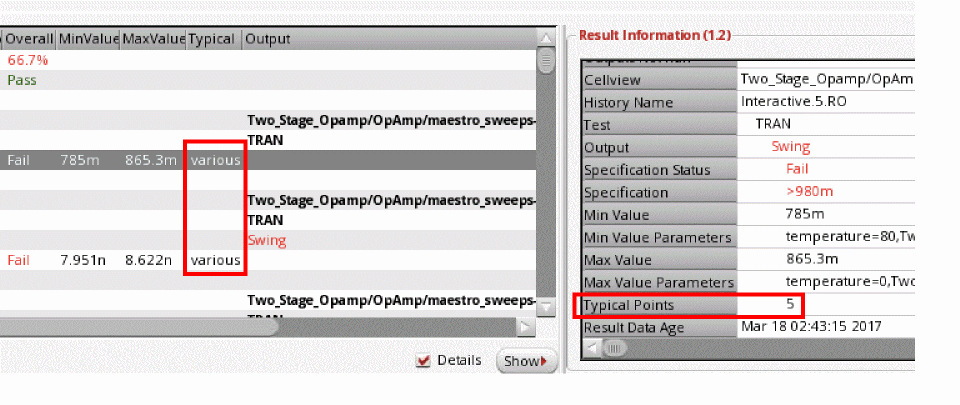 Overall MinValue MaxValue Typical Output
66.7%
Pass
Two_Stage_Opamp/OpAmp/maestro_sweeps-
TRAN
Fail 785m 865.3m various
Two_Stage_Opamp/OpAmp/maestro_sweeps-
TRAN
Swing
Fail 7.951n 8.622n various
Two_Stage_Opamp/OpAmp/maestro_sweeps-
Details Show
Result Information (1.2)
Cellview Two_Stage_Opamp/OpAm
History Name Interactive.5.RO
Test TRAN
Output Swing
Specification Status Fail
Specification >980m
Min Value 785m
Min Value Parameters temperature=80,Tw
Max Value 865.3m
Max Value Parameters temperature=0,Two
Typical Points 5
Result Data Age Mar 18 02:43:15 2017